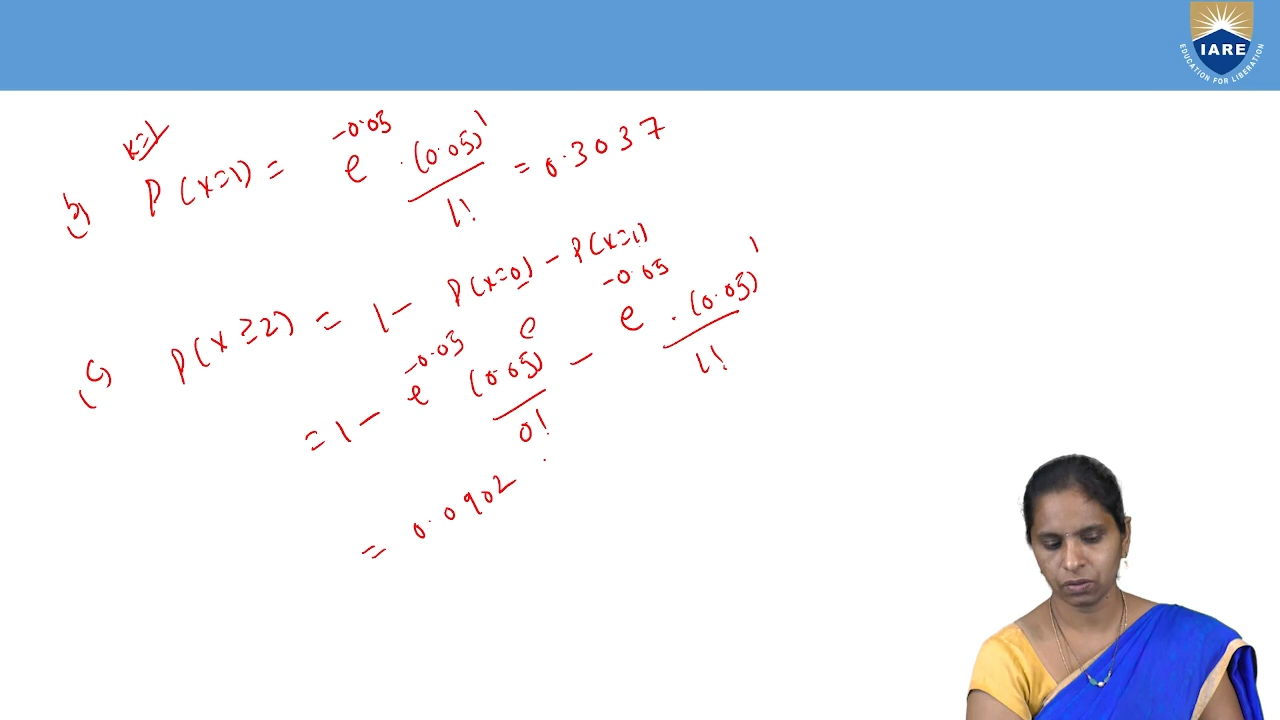 IARE
EDUCATION FOR LIBERATION
x=1
b) P(x=1) = e^{-0.05} · (0.05)^1 / 1! = 0.3037
(c) P(x≥2) = 1 - P(x=0) - P(x=1)
= 1 - e^{-0.05} (0.05)^0 / 0! - e^{-0.05} · (0.05)^1 / 1!
= 0.0902